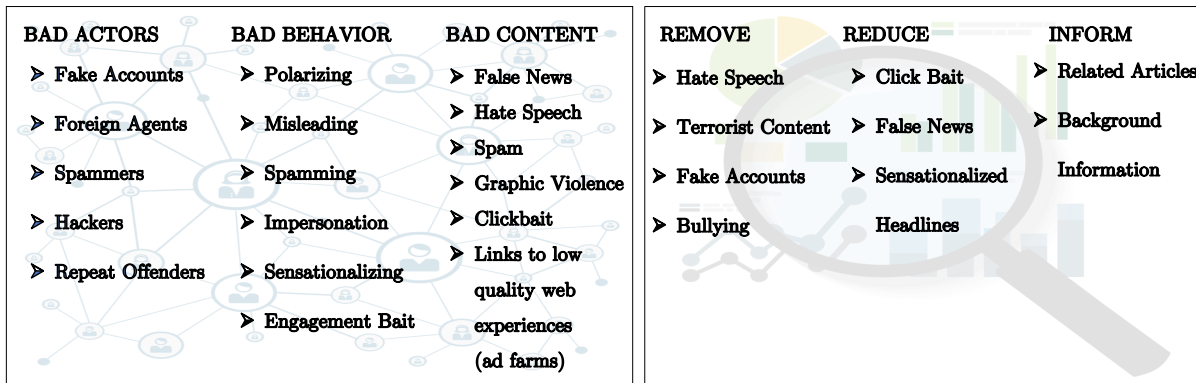 BAD ACTORS
➢ Fake Accounts
➢ Foreign Agents
➢ Spammers
➢ Hackers
➢ Repeat Offenders
BAD BEHAVIOR
➢ Polarizing
➢ Misleading
➢ Spamming
➢ Impersonation
➢ Sensationalizing
➢ Engagement Bait
BAD CONTENT
➢ False News
➢ Hate Speech
➢ Spam
➢ Graphic Violence
➢ Clickbait
➢ Links to low
quality web
experiences
(ad farms)
REMOVE
➢ Hate Speech
➢ Terrorist Content
➢ Fake Accounts
➢ Bullying
REDUCE
➢ Click Bait
➢ False News
➢ Sensationalized
Headlines
INFORM
➢ Related Articles
➢ Background
Information